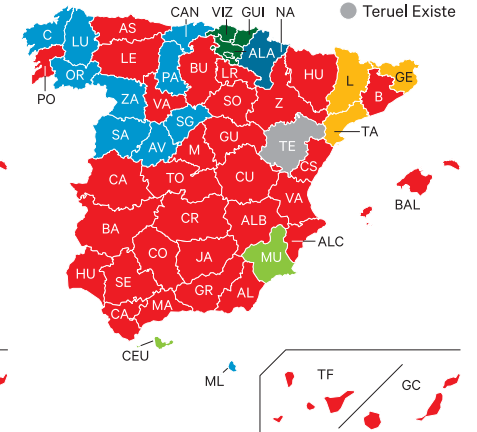 Teruel Existe
CAN
VIZ
GUI
NA
C
LU
AS
ALA
OR
LE
PA
BU
LR
HU
L
GE
PO
ZA
VA
SO
Z
B
SG
TA
SA
AV
M
GU
TE
CS
CA
TO
CU
VA
BAL
BA
CR
ALB
ALC
CO
JA
MU
HU
SE
GR
AL
CA
MA
CEU
ML
TF
GC